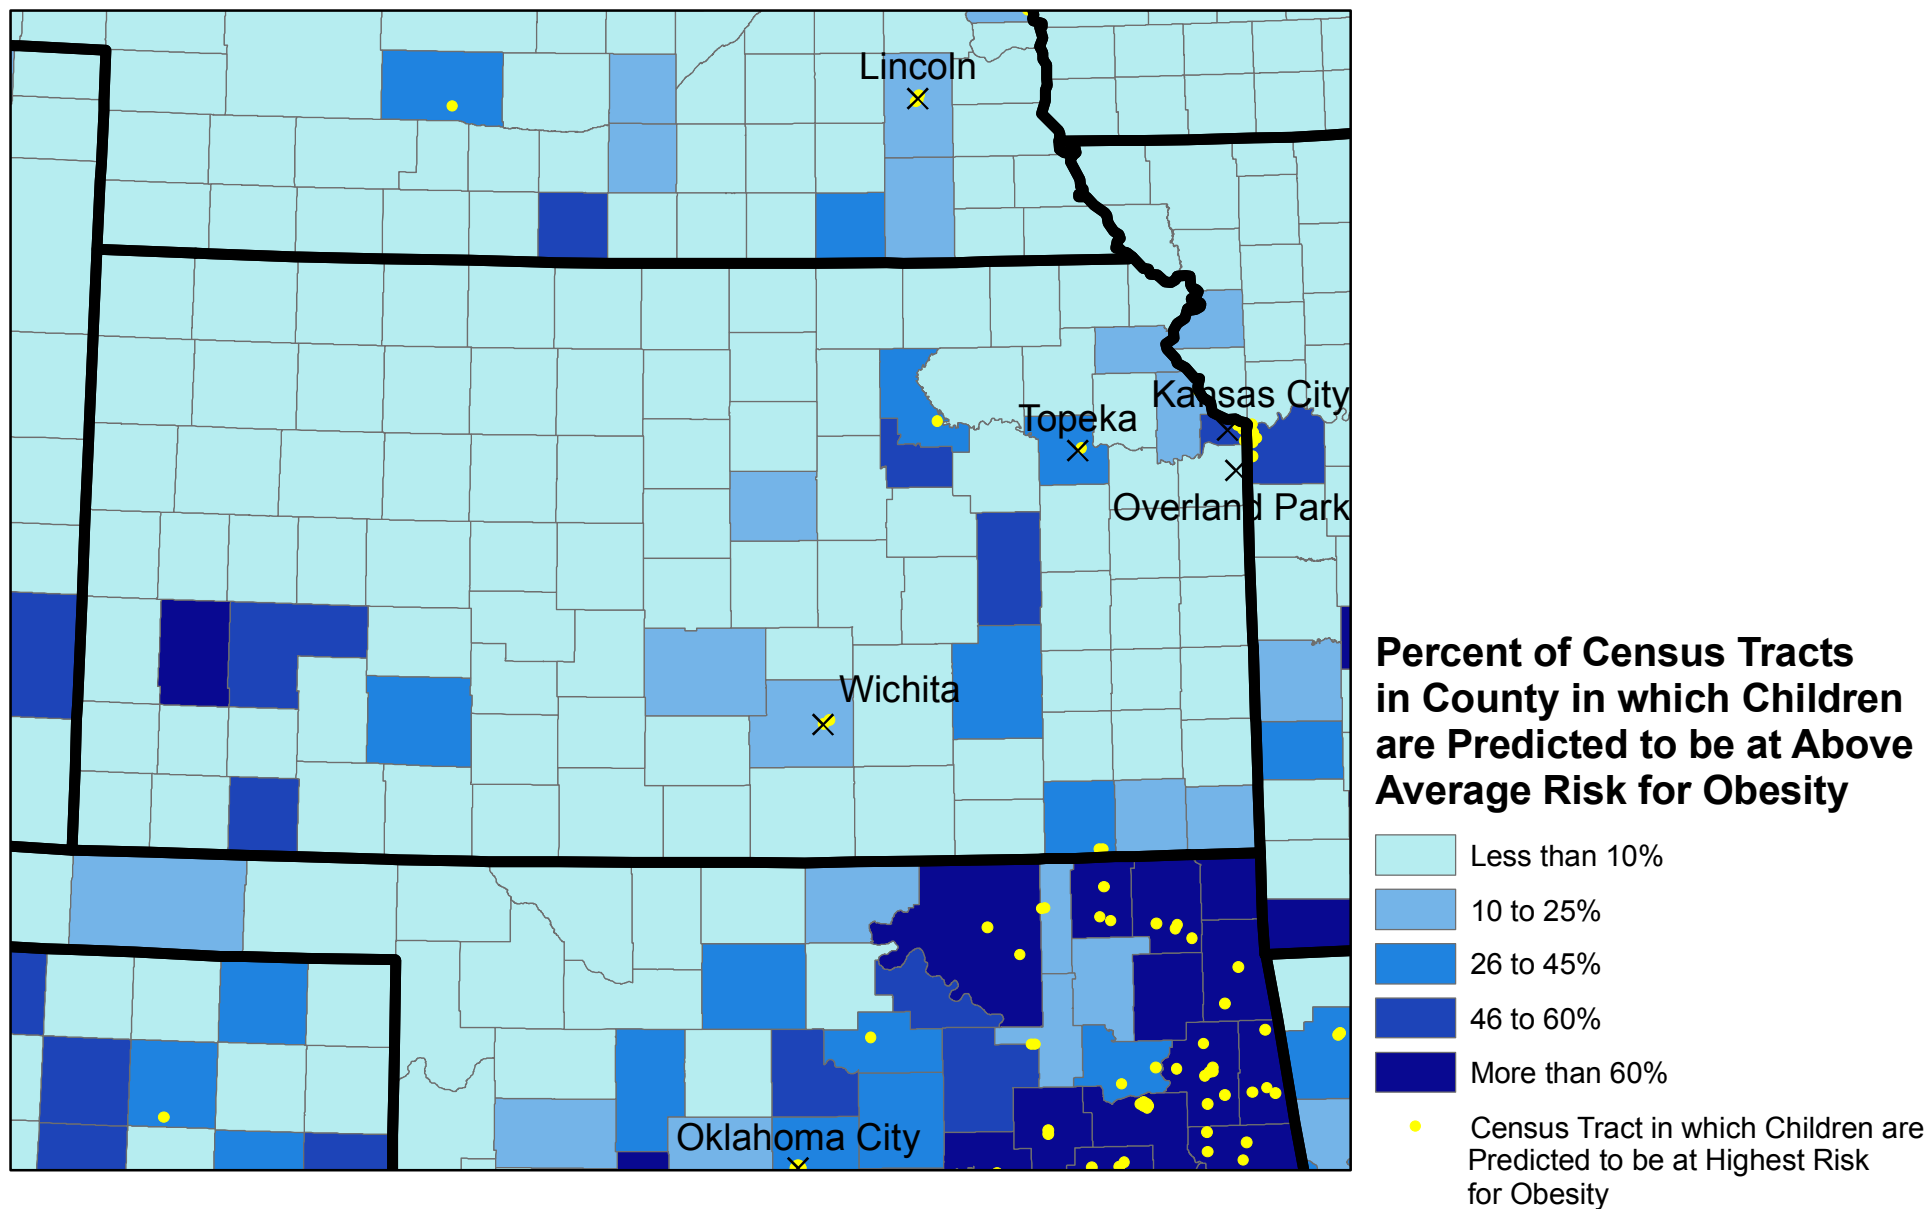 Lincoln
Kansas City
Topeka
Overland Park
Wichita
Oklahoma City
Percent of Census Tracts
in County in which Children
are Predicted to be at Above
Average Risk for Obesity
Less than 10%
10 to 25%
26 to 45%
46 to 60%
More than 60%
Census Tract in which Children are
Predicted to be at Highest Risk
for Obesity